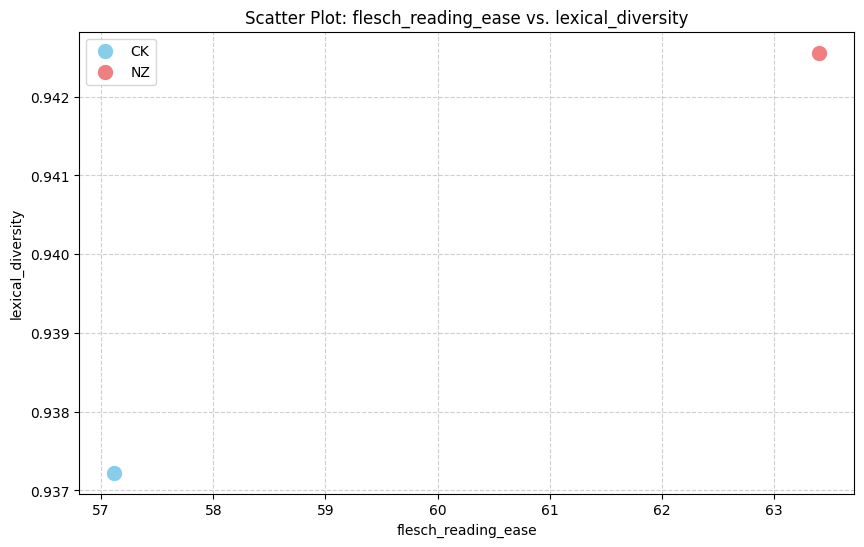 Scatter Plot: flesch_reading_ease vs. lexical_diversity
CK
NZ
0.942
0.941
0.940
0.939
0.938
0.937
lexical_diversity
57 58 59 60 61 62 63
flesch_reading_ease